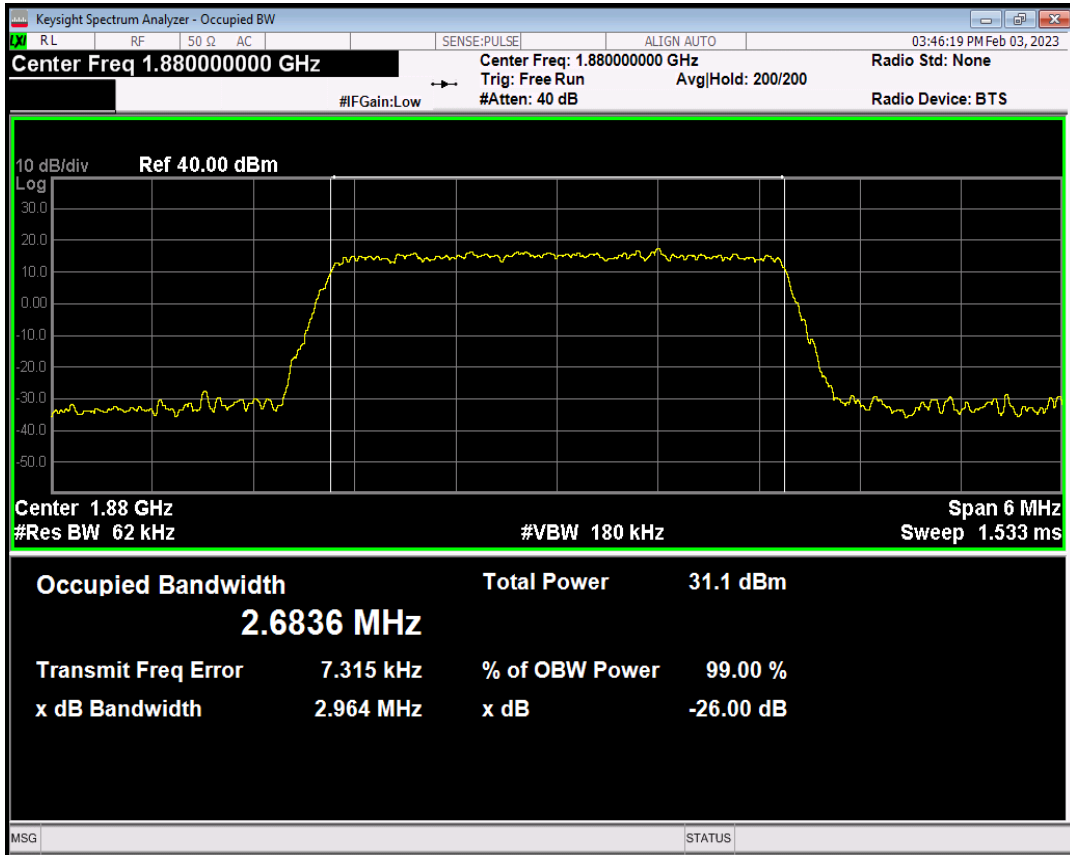 Keysight Spectrum Analyzer - Occupied BW
LXI RL RF 50 Ω AC SENSE:PULSE ALIGN AUTO 03:46:19 PM Feb 03, 2023
Center Freq 1.880000000 GHz
Center Freq: 1.880000000 GHz
Radio Std: None
Trig: Free Run
Avg|Hold: 200/200
#IFGain:Low
#Atten: 40 dB
Radio Device: BTS
10 dB/div Ref 40.00 dBm
Log
30.0
20.0
10.0
0.00
-10.0
-20.0
-30.0
-40.0
-50.0
Center 1.88 GHz
Span 6 MHz
#Res BW 62 kHz
#VBW 180 kHz
Sweep 1.533 ms
Occupied Bandwidth
Total Power 31.1 dBm
2.6836 MHz
Transmit Freq Error 7.315 kHz
% of OBW Power 99.00 %
x dB Bandwidth 2.964 MHz
x dB -26.00 dB
MSG
STATUS